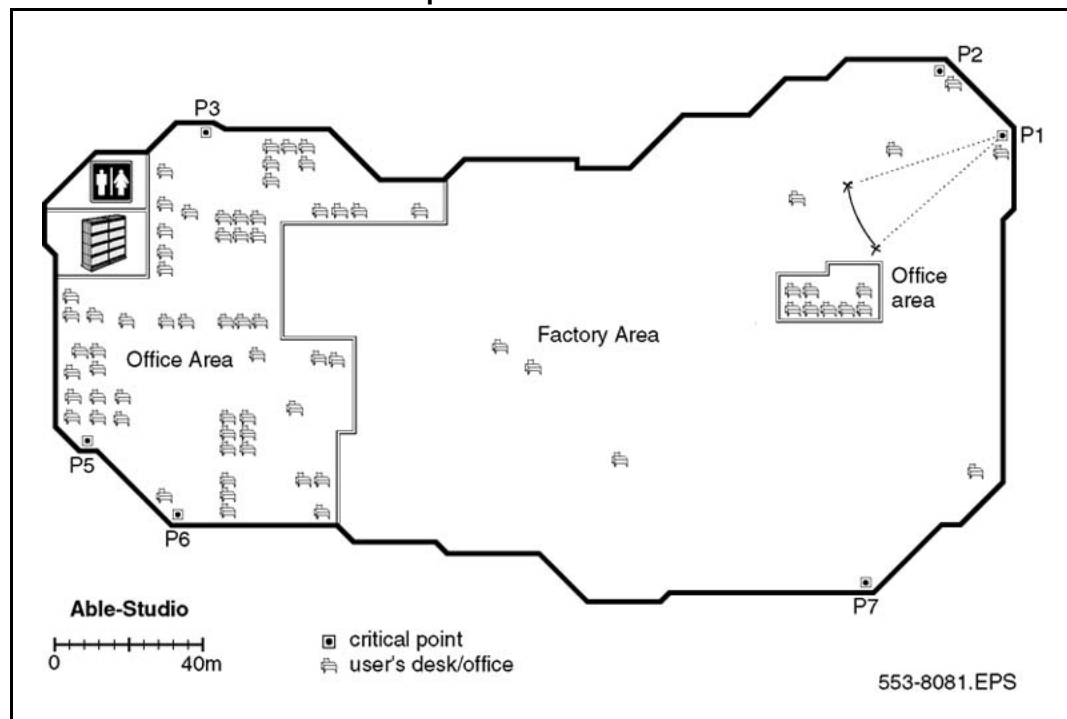 P2
P3
P1
Office
area
Factory Area
Office Area
P5
P6
P7
Able-Studio
0 40m
critical point
user's desk/office
553-8081.EPS